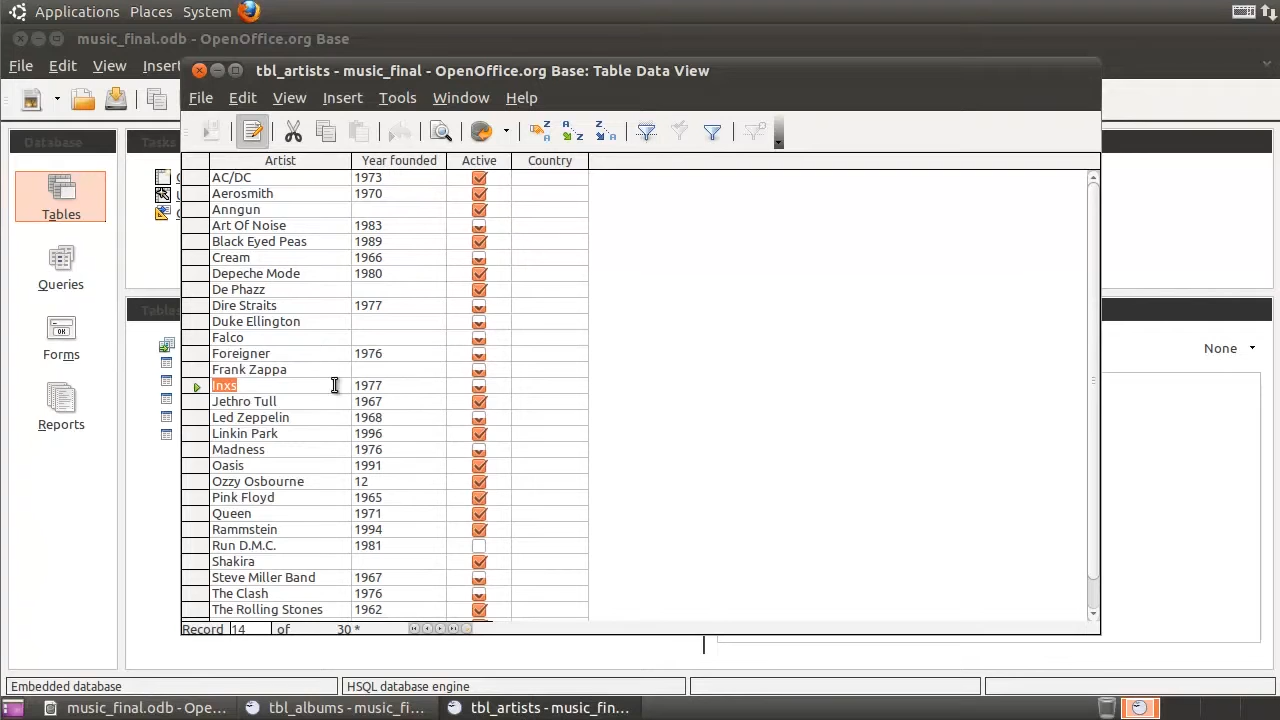 Applications Places System
music_final.odb - OpenOffice.org Base
File Edit View Insert
tbl_artists - music_final - OpenOffice.org Base: Table Data View
File Edit View Insert Tools Window Help
Database
Tables
Queries
Forms
Reports
Tasks
Tables
None
Artist Year founded Active Country
AC/DC 1973
Aerosmith 1970
Anngun
Art Of Noise 1983
Black Eyed Peas 1989
Cream 1966
Depeche Mode 1980
De Phazz
Dire Straits 1977
Duke Ellington
Falco
Foreigner 1976
Frank Zappa
Inxs 1977
Jethro Tull 1967
Led Zeppelin 1968
Linkin Park 1996
Madness 1976
Oasis 1991
Ozzy Osbourne 12
Pink Floyd 1965
Queen 1971
Rammstein 1994
Run D.M.C. 1981
Shakira
Steve Miller Band 1967
The Clash 1976
The Rolling Stones 1962
Record 14 of 30 *
Embedded database HSQL database engine
music_final.odb - Ope... tbl_albums - music_fi... tbl_artists - music_fin...